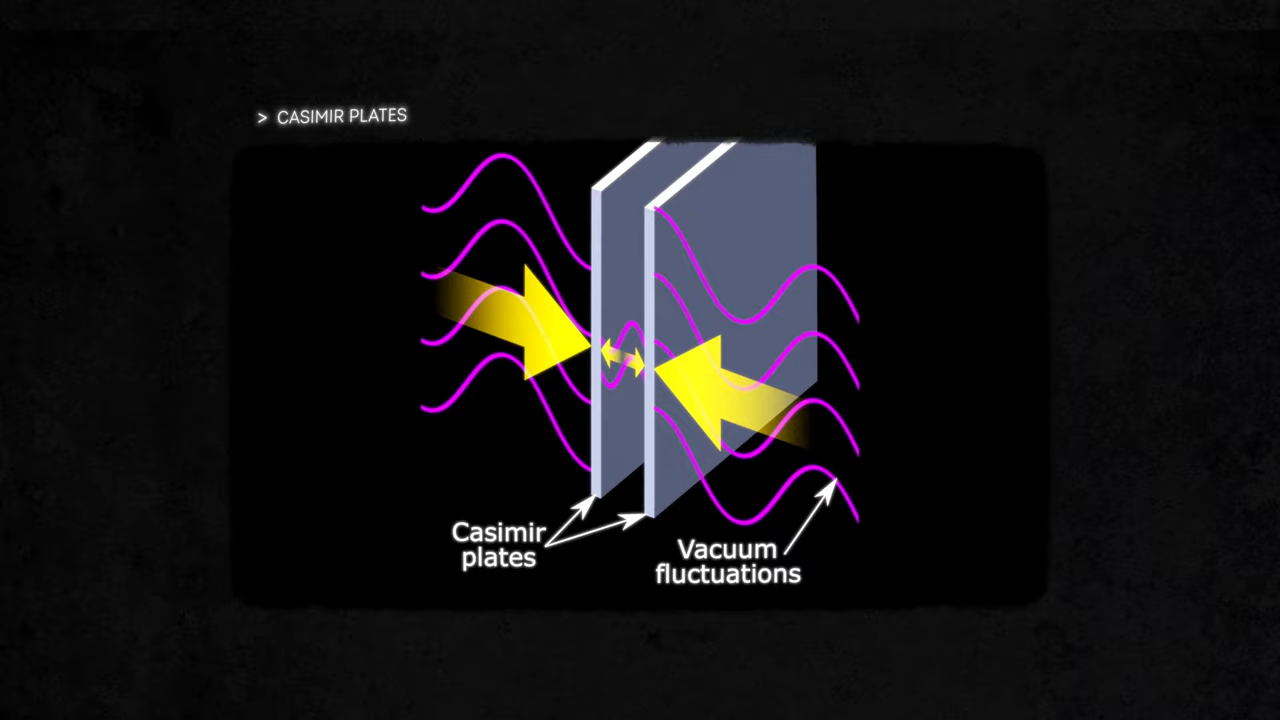 > CASIMIR PLATES
Casimir
plates
Vacuum
fluctuations